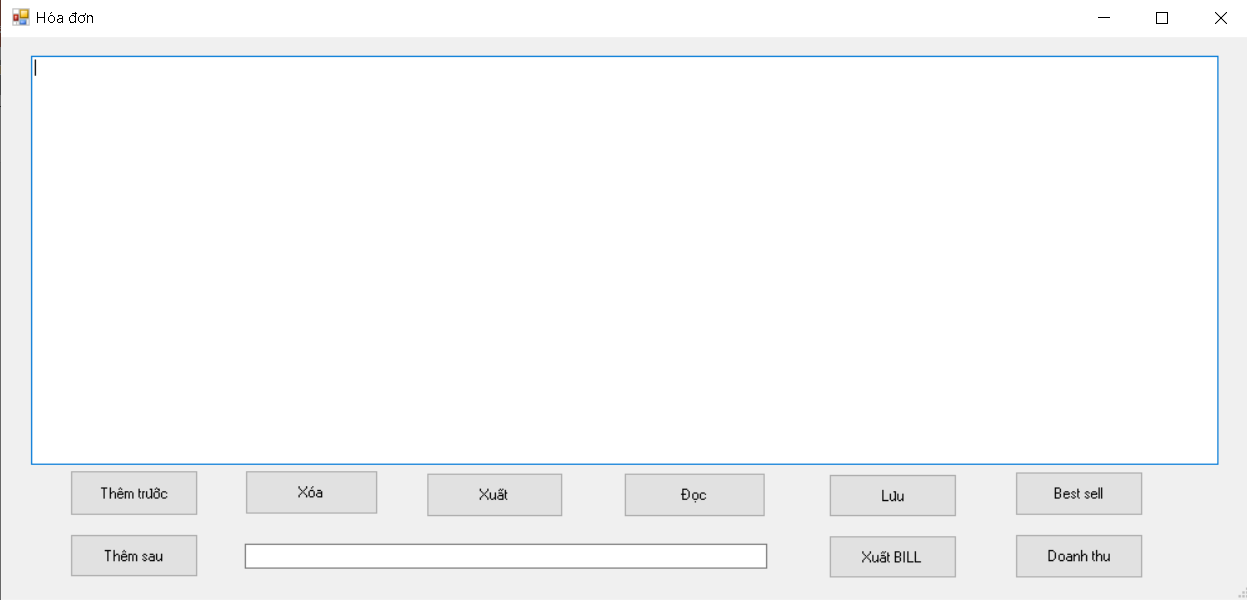 Hóa đơn
Thêm trước
Xóa
Xuất
Đọc
Lưu
Best sell
Thêm sau
Xuất BILL
Doanh thu